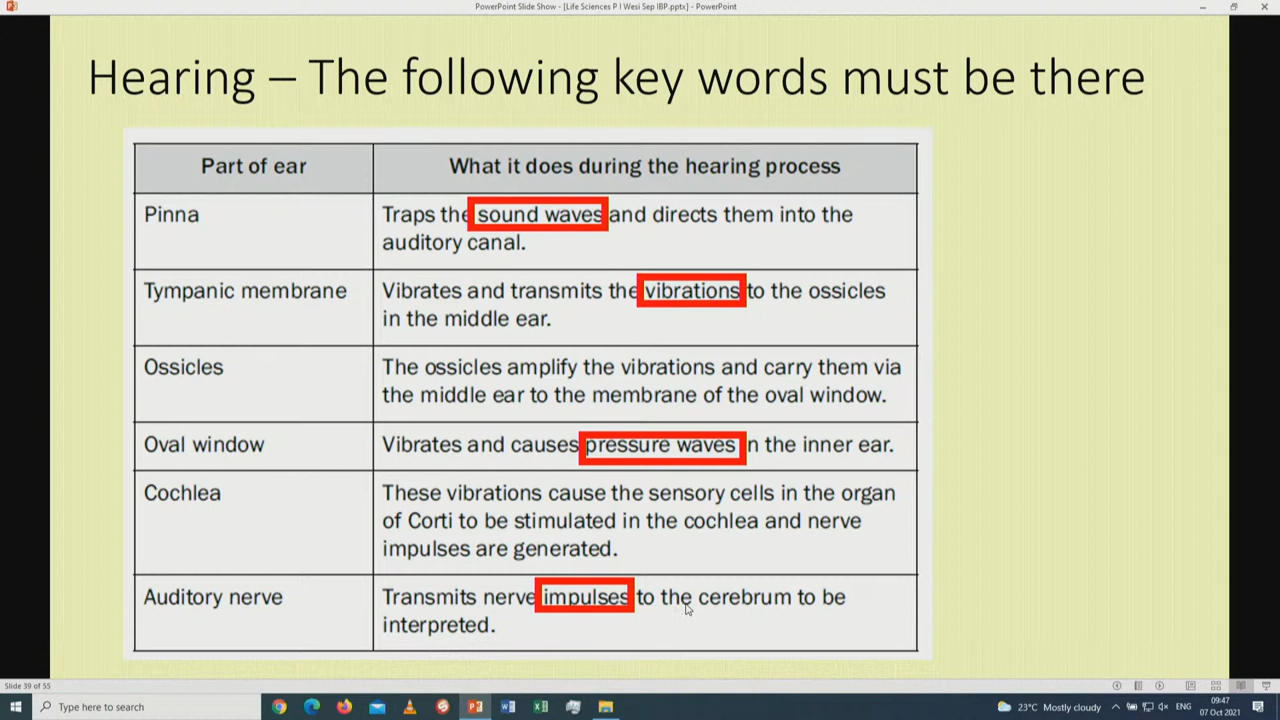 PowerPoint Slide Show - [Life Sciences P I Wesi Sep IBP.pptx] - PowerPoint
Hearing – The following key words must be there
Part of ear
What it does during the hearing process
Pinna
Traps the sound waves and directs them into the
auditory canal.
Tympanic membrane
Vibrates and transmits the vibrations to the ossicles
in the middle ear.
Ossicles
The ossicles amplify the vibrations and carry them via
the middle ear to the membrane of the oval window.
Oval window
Vibrates and causes pressure waves in the inner ear.
Cochlea
These vibrations cause the sensory cells in the organ
of Corti to be stimulated in the cochlea and nerve
impulses are generated.
Auditory nerve
Transmits nerve impulses to the cerebrum to be
interpreted.
Slide 39 of 55
Type here to search
23°C Mostly cloudy
ENG
09:47
07 Oct 2021